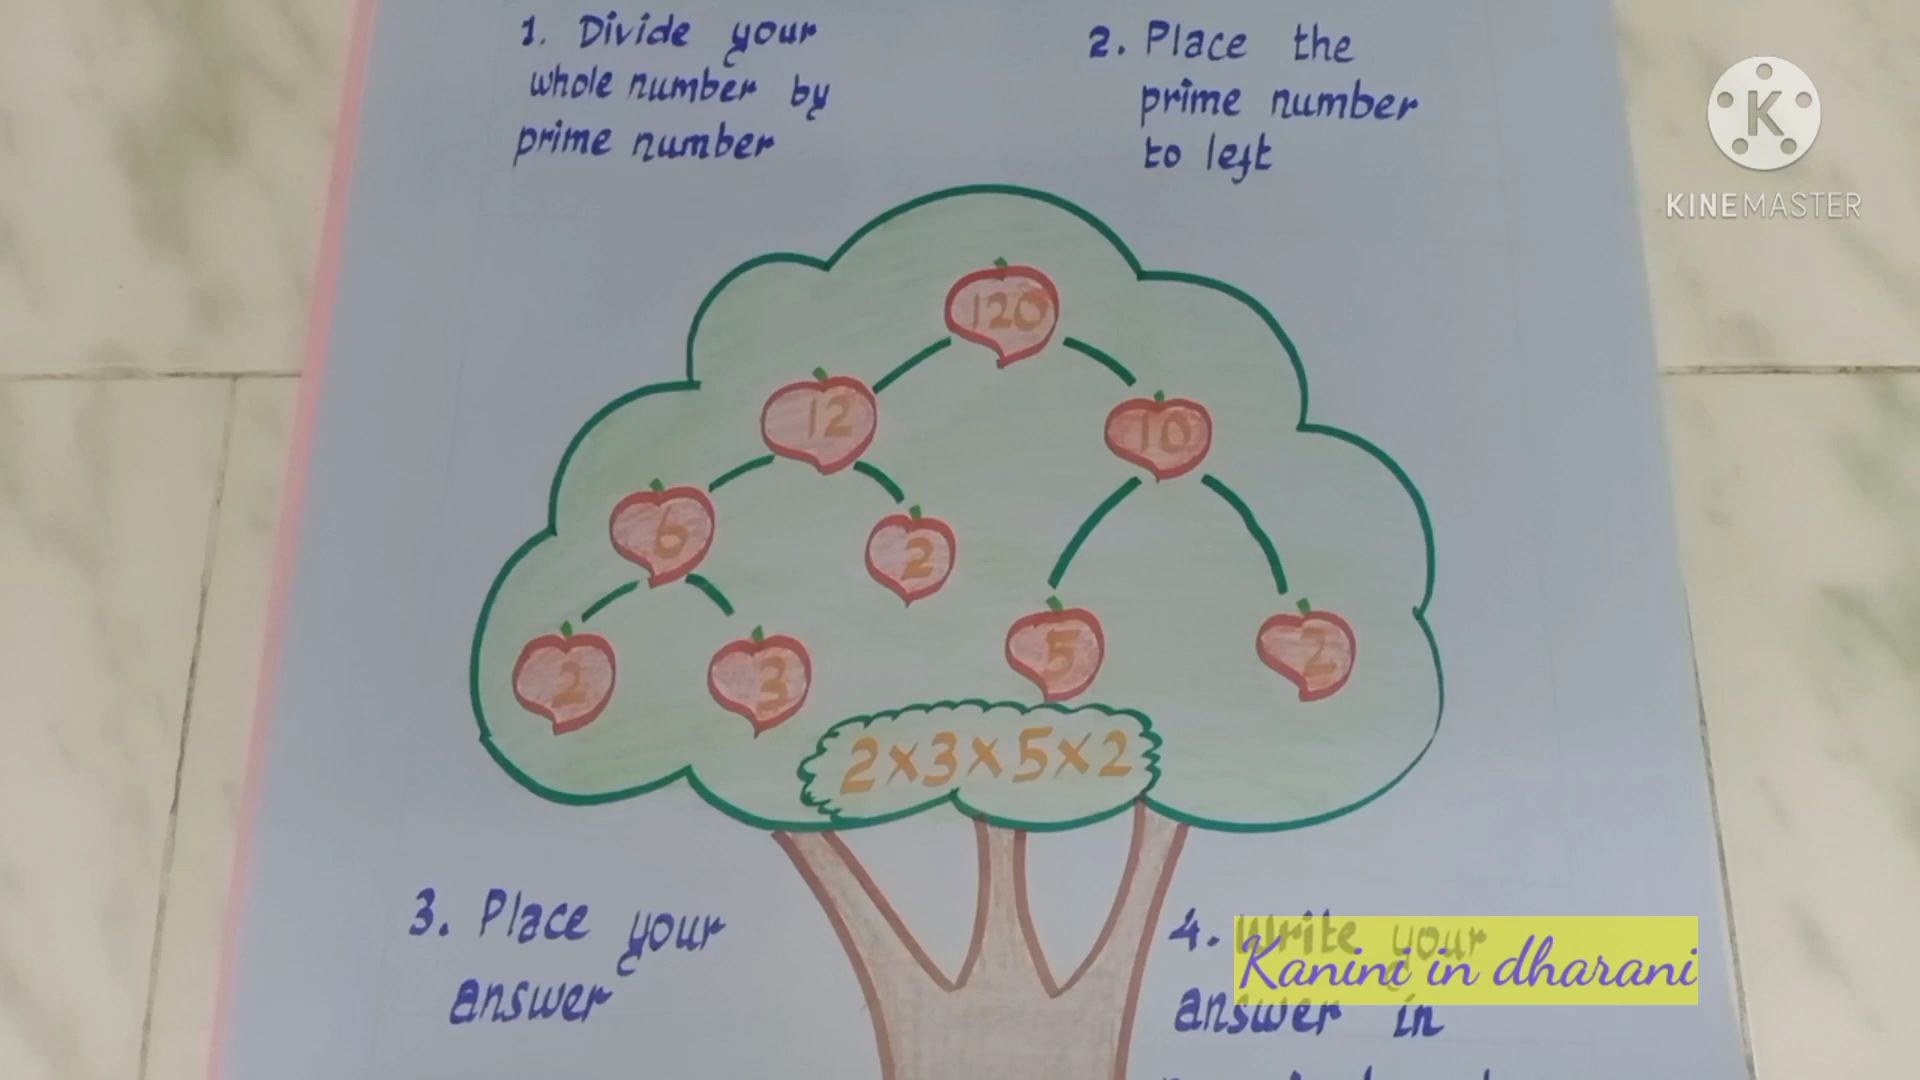 1. Divide your
whole number by
prime number
2. Place the
prime number
to left
KINEMASTER
K
120
12
10
6
2
5
2
2
3
2×3×5×2
3. Place your
answer
4. Write your
Kanini in dharani
answer in